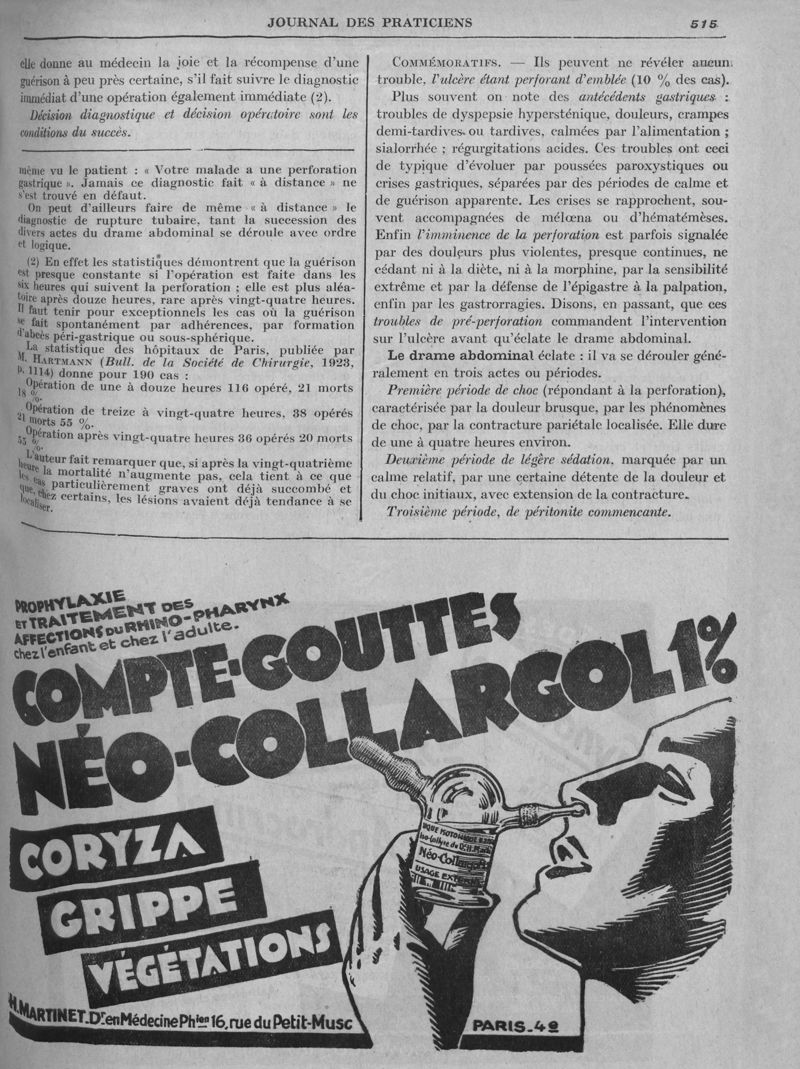 JOURNAL DES PRATICIENS
515
elle donne au médecin la joie et la récompense d'une
guérison à peu près certaine, s'il fait suivre le diagnostic
immédiat d'une opération également immédiate (2).
Décision diagnostique et décision opératoire sont les
conditions du succès.
même vu le patient : « Votre malade a une perforation
gastrique ». Jamais ce diagnostic fait « à distance » ne
s'est trouvé en défaut.
On peut d'ailleurs faire de même « à distance » le
diagnostic de rupture tubaire, tant la succession des
divers actes du drame abdominal se déroule avec ordre
et logique.
(2) En effet les statistiques démontrent que la guérison
est presque constante si l'opération est faite dans les
six heures qui suivent la perforation ; elle est plus aléa-
toire après douze heures, rare après vingt-quatre heures.
Il faut tenir pour exceptionnels les cas où la guérison
se fait spontanément par adhérences, par formation
d'abcès péri-gastrique ou sous-sphérique.
La statistique des hôpitaux de Paris, publiée par
M. HARTMANN (Bull. de la Société de Chirurgie, 1923,
p. 1114) donne pour 190 cas :
Opération de une à douze heures 116 opéré, 21 morts
18 %.
Opération de treize à vingt-quatre heures, 38 opérés
21 morts 55 %.
Opération après vingt-quatre heures 36 opérés 20 morts
55 %.
L'auteur fait remarquer que, si après la vingt-quatrième
heure la mortalité n'augmente pas, cela tient à ce que
les cas particulièrement graves ont déjà succombé et
que, chez certains, les lésions avaient déjà tendance à se
localiser.
COMMÉMORATIFS. — Ils peuvent ne révéler aucun
trouble, l'ulcère étant perforant d'emblée (10 % des cas).
Plus souvent on note des antécédents gastriques :
troubles de dyspepsie hypersténique, douleurs, crampes
demi-tardives ou tardives, calmées par l'alimentation ;
sialorrhée ; régurgitations acides. Ces troubles ont ceci
de typique d'évoluer par poussées paroxystiques ou
crises gastriques, séparées par des périodes de calme et
de guérison apparente. Les crises se rapprochent, sou-
vent accompagnées de mélœna ou d'hématémèses.
Enfin l'imminence de la perforation est parfois signalée
par des douleurs plus violentes, presque continues, ne
cédant ni à la diète, ni à la morphine, par la sensibilité
extrême et par la défense de l'épigastre à la palpation,
enfin par les gastrorragies. Disons, en passant, que ces
troubles de pré-perforation commandent l'intervention
sur l'ulcère avant qu'éclate le drame abdominal.
Le drame abdominal éclate : il va se dérouler géné-
ralement en trois actes ou périodes.
Première période de choc (répondant à la perforation),
caractérisée par la douleur brusque, par les phénomènes
de choc, par la contracture pariétale localisée. Elle dure
de une à quatre heures environ.
Deuxième période de légère sédation, marquée par un
calme relatif, par une certaine détente de la douleur et
du choc initiaux, avec extension de la contracture.
Troisième période, de péritonite commencante.
PROPHYLAXIE
ET TRAITEMENT DES
AFFECTIONS DU RHINO-PHARYNX
chez l'enfant et chez l'adulte.
COMPTE-GOUTTES
NÉO-COLLARGOL 1%
CORYZA
GRIPPE
VÉGÉTATIONS
Néo-Collargol
USAGE EXTERNE
H. MARTINET. Dr en Médecine Phien 16, rue du Petit-Musc
PARIS-4e